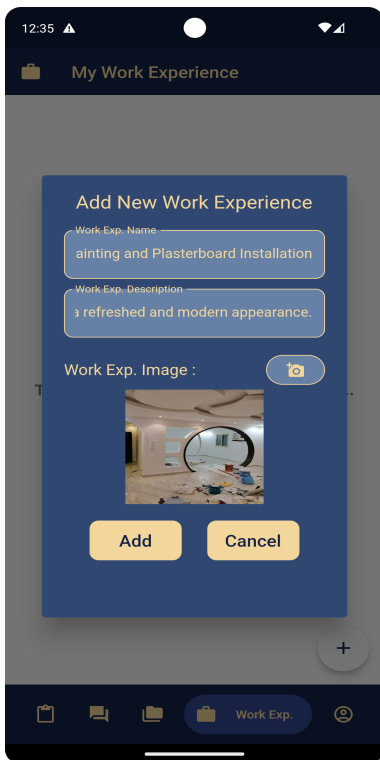 12:35
My Work Experience
Add New Work Experience
Work Exp. Name
ainting and Plasterboard Installation
Work Exp. Description
a refreshed and modern appearance.
Work Exp. Image :
T
..
Add
Cancel
+
Work Exp.